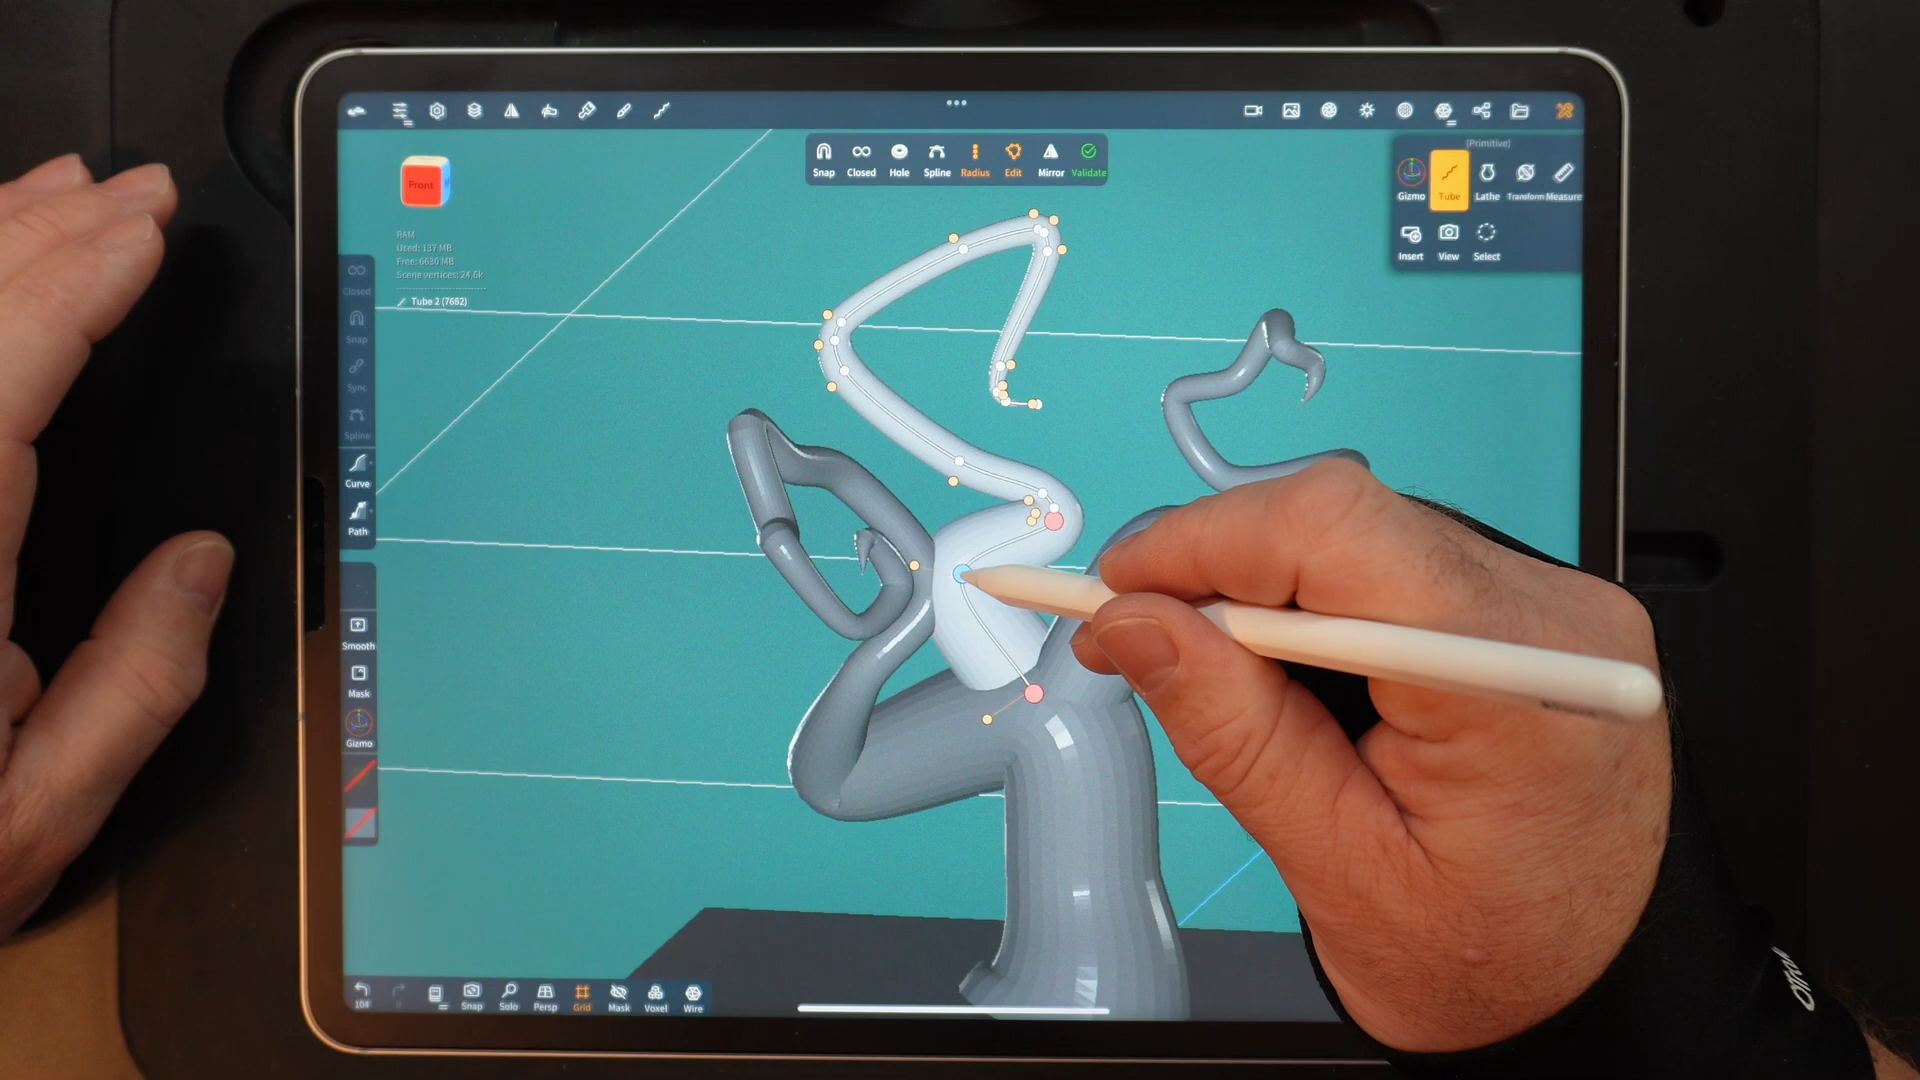 Snap Closed Hole Spline Radius Edit Mirror Validate
(Primitive)
Gizmo Tube Lathe Transform Measure
Insert View Select
Front
RAM
Used: 137 MB
Free: 6630 MB
Scene vertices: 24.6k
Tube 2 (7682)
Closed
Snap
Sync
Spline
Curve
Path
Smooth
Mask
Gizmo
104
Snap Solo Persp Grid Mask Voxel Wire